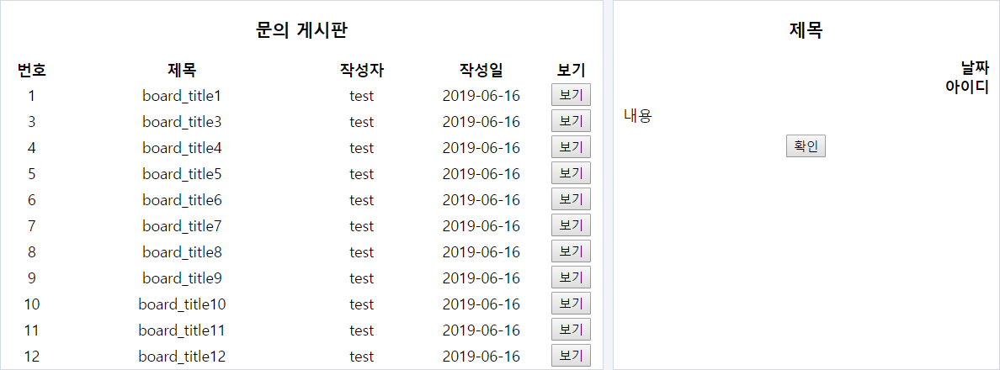 문의 게시판
번호 제목 작성자 작성일 보기
1 board_title1 test 2019-06-16 보기
3 board_title3 test 2019-06-16 보기
4 board_title4 test 2019-06-16 보기
5 board_title5 test 2019-06-16 보기
6 board_title6 test 2019-06-16 보기
7 board_title7 test 2019-06-16 보기
8 board_title8 test 2019-06-16 보기
9 board_title9 test 2019-06-16 보기
10 board_title10 test 2019-06-16 보기
11 board_title11 test 2019-06-16 보기
12 board_title12 test 2019-06-16 보기
제목
날짜
아이디
내용
확인